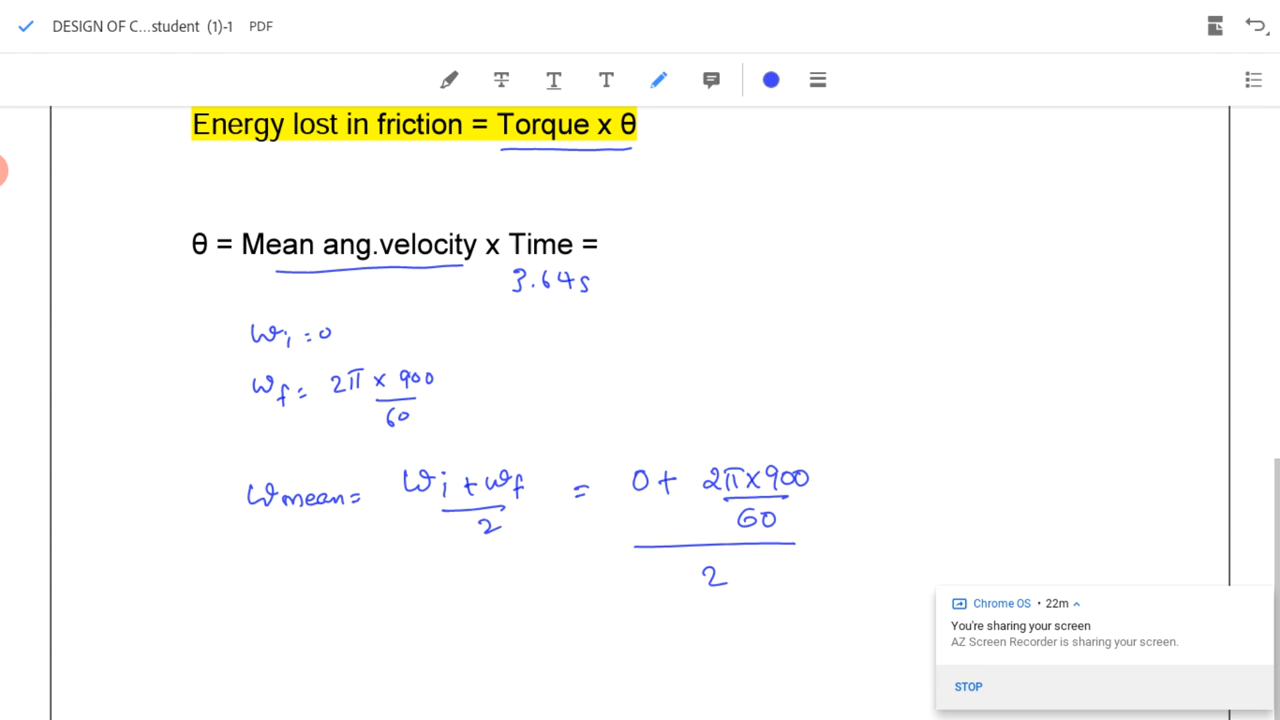 DESIGN OF C...student (1)-1 PDF
Energy lost in friction = Torque x θ
θ = Mean ang.velocity x Time =
3.64s
ωi = 0
ωf = 2π x 900
60
ωmean = ωi + ωf = 0 + 2π x 900
2 60
2
Chrome OS • 22m
You're sharing your screen
AZ Screen Recorder is sharing your screen.
STOP